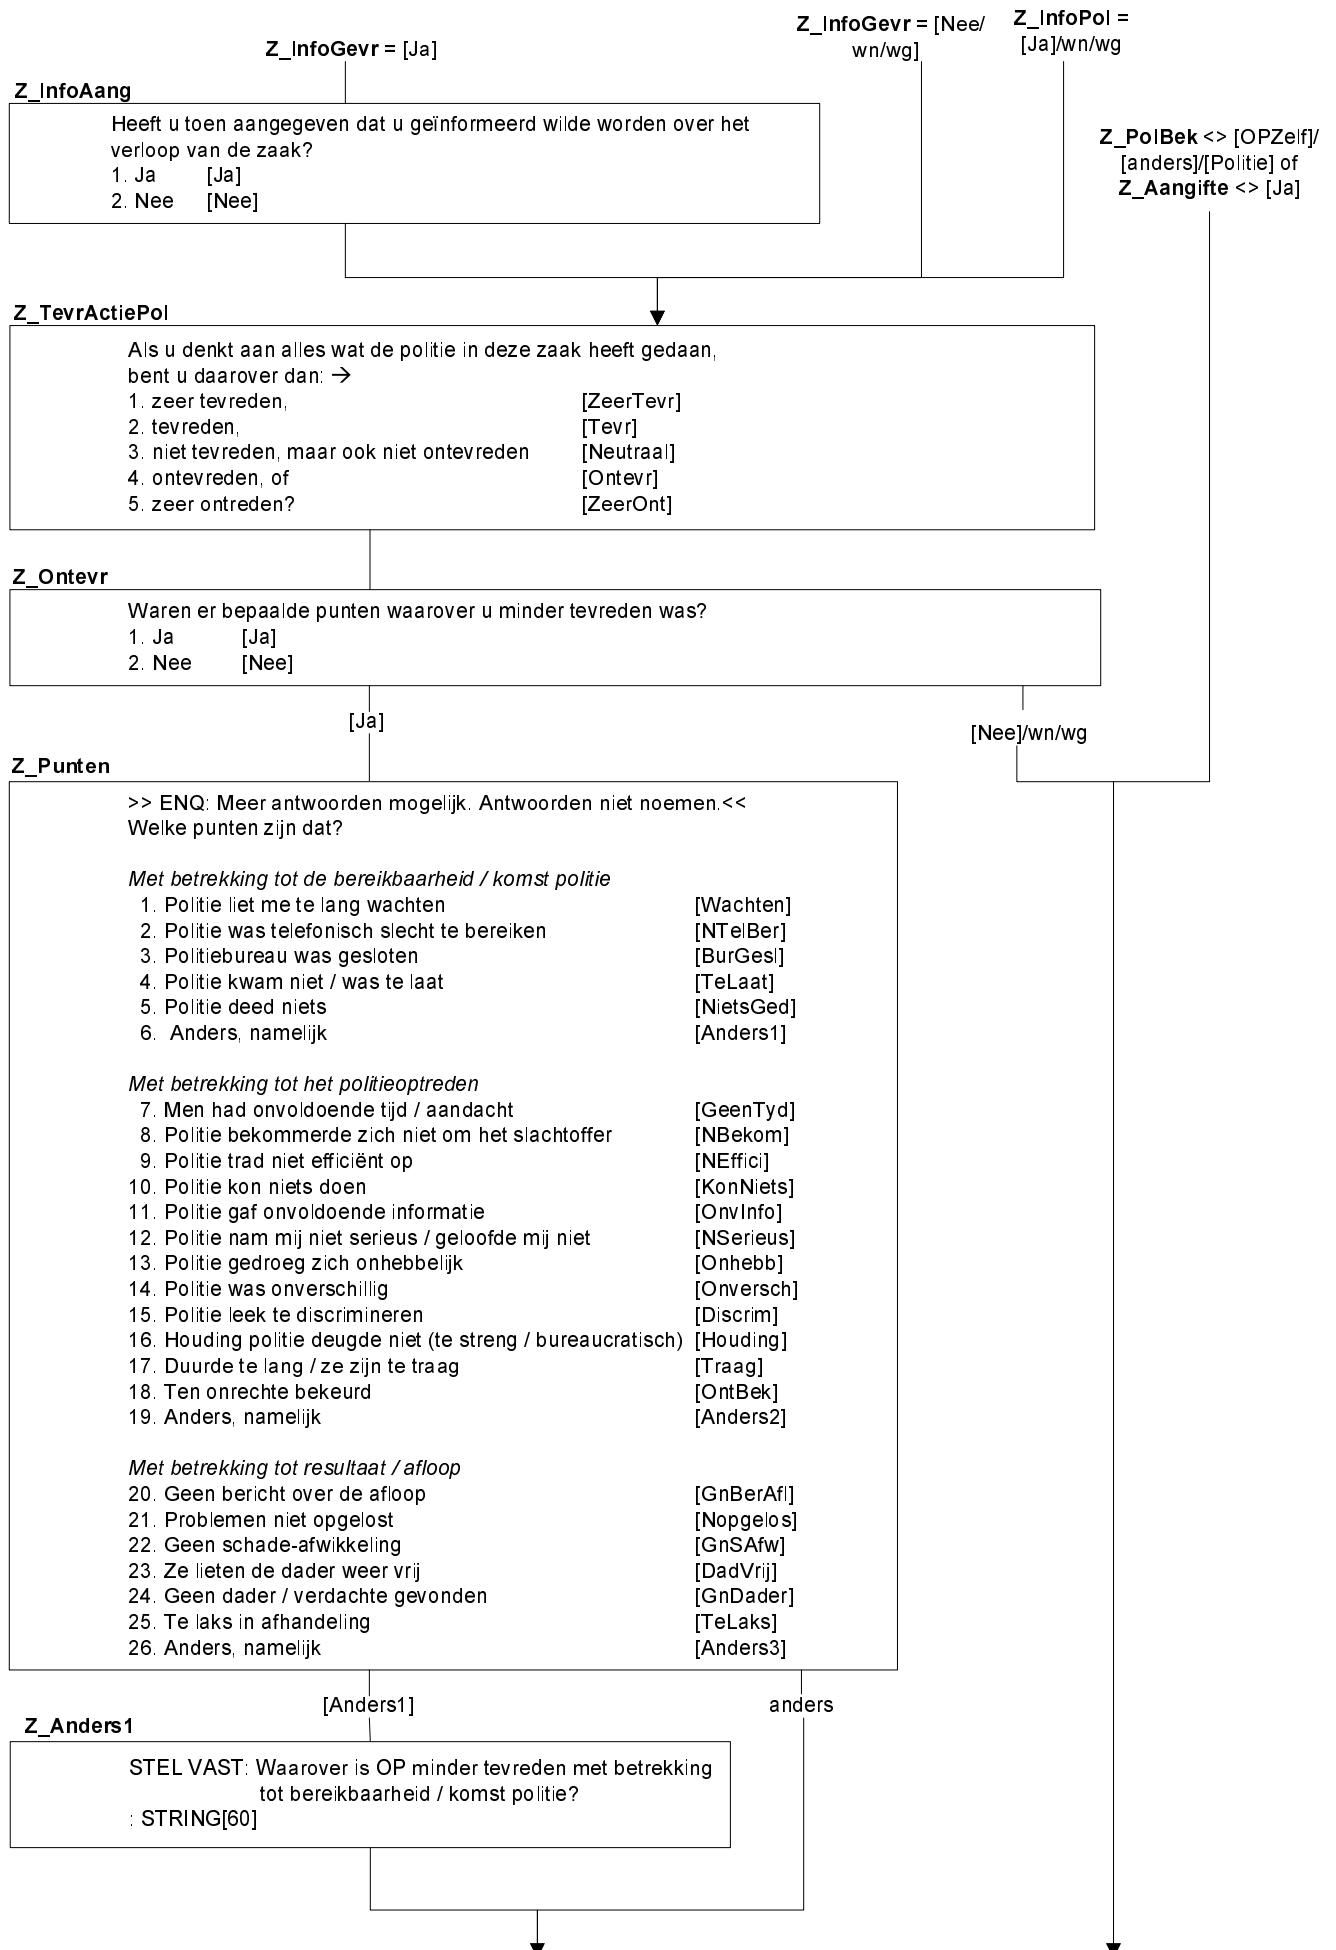 Z_InfoGevr = [Ja]
Z_InfoGevr = [Nee/
wn/wg]
Z_InfoPol =
[Ja]/wn/wg
Z_InfoAang
Heeft u toen aangegeven dat u geïnformeerd wilde worden over het
verloop van de zaak?
1. Ja [Ja]
2. Nee [Nee]
Z_PolBek <> [OPZelf]/
[anders]/[Politie] of
Z_Aangifte <> [Ja]
Z_TevrActiePol
Als u denkt aan alles wat de politie in deze zaak heeft gedaan,
bent u daarover dan: →
1. zeer tevreden, [ZeerTevr]
2. tevreden, [Tevr]
3. niet tevreden, maar ook niet ontevreden [Neutraal]
4. ontevreden, of [Ontevr]
5. zeer ontreden? [ZeerOnt]
Z_Ontevr
Waren er bepaalde punten waarover u minder tevreden was?
1. Ja [Ja]
2. Nee [Nee]
[Ja]
[Nee]/wn/wg
Z_Punten
>> ENQ: Meer antwoorden mogelijk. Antwoorden niet noemen.<<
Welke punten zijn dat?
Met betrekking tot de bereikbaarheid / komst politie
1. Politie liet me te lang wachten [Wachten]
2. Politie was telefonisch slecht te bereiken [NTelBer]
3. Politiebureau was gesloten [BurGesl]
4. Politie kwam niet / was te laat [TeLaat]
5. Politie deed niets [NietsGed]
6. Anders, namelijk [Anders1]
Met betrekking tot het politieoptreden
7. Men had onvoldoende tijd / aandacht [GeenTyd]
8. Politie bekommerde zich niet om het slachtoffer [NBekom]
9. Politie trad niet efficiënt op [NEffici]
10. Politie kon niets doen [KonNiets]
11. Politie gaf onvoldoende informatie [OnvInfo]
12. Politie nam mij niet serieus / geloofde mij niet [NSerieus]
13. Politie gedroeg zich onhebbelijk [Onhebb]
14. Politie was onverschillig [Onversch]
15. Politie leek te discrimineren [Discrim]
16. Houding politie deugde niet (te streng / bureaucratisch) [Houding]
17. Duurde te lang / ze zijn te traag [Traag]
18. Ten onrechte bekeurd [OntBek]
19. Anders, namelijk [Anders2]
Met betrekking tot resultaat / afloop
20. Geen bericht over de afloop [GnBerAfl]
21. Problemen niet opgelost [Nopgelos]
22. Geen schade-afwikkeling [GnSAfw]
23. Ze lieten de dader weer vrij [DadVrij]
24. Geen dader / verdachte gevonden [GnDader]
25. Te laks in afhandeling [TeLaks]
26. Anders, namelijk [Anders3]
[Anders1]
anders
Z_Anders1
STEL VAST: Waarover is OP minder tevreden met betrekking
tot bereikbaarheid / komst politie?
: STRING[60]